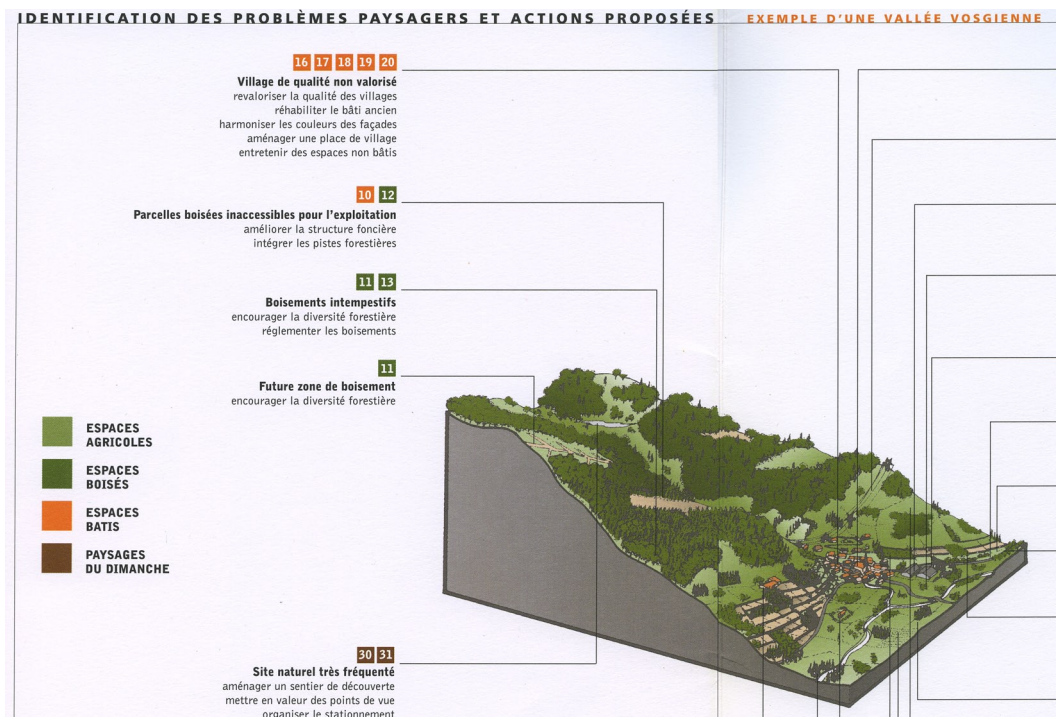 IDENTIFICATION DES PROBLÈMES PAYSAGERS ET ACTIONS PROPOSÉES EXEMPLE D'UNE VALLÉE VOSGIENNE
16 17 18 19 20
Village de qualité non valorisé
revaloriser la qualité des villages
réhabiliter le bâti ancien
harmoniser les couleurs des façades
aménager une place de village
entretenir des espaces non bâtis
10 12
Parcelles boisées inaccessibles pour l'exploitation
améliorer la structure foncière
intégrer les pistes forestières
11 13
Boisements intempestifs
encourager la diversité forestière
réglementer les boisements
11
Future zone de boisement
encourager la diversité forestière
ESPACES
AGRICOLES
ESPACES
BOISÉS
ESPACES
BATIS
PAYSAGES
DU DIMANCHE
30 31
Site naturel très fréquenté
aménager un sentier de découverte
mettre en valeur des points de vue
organiser le stationnement